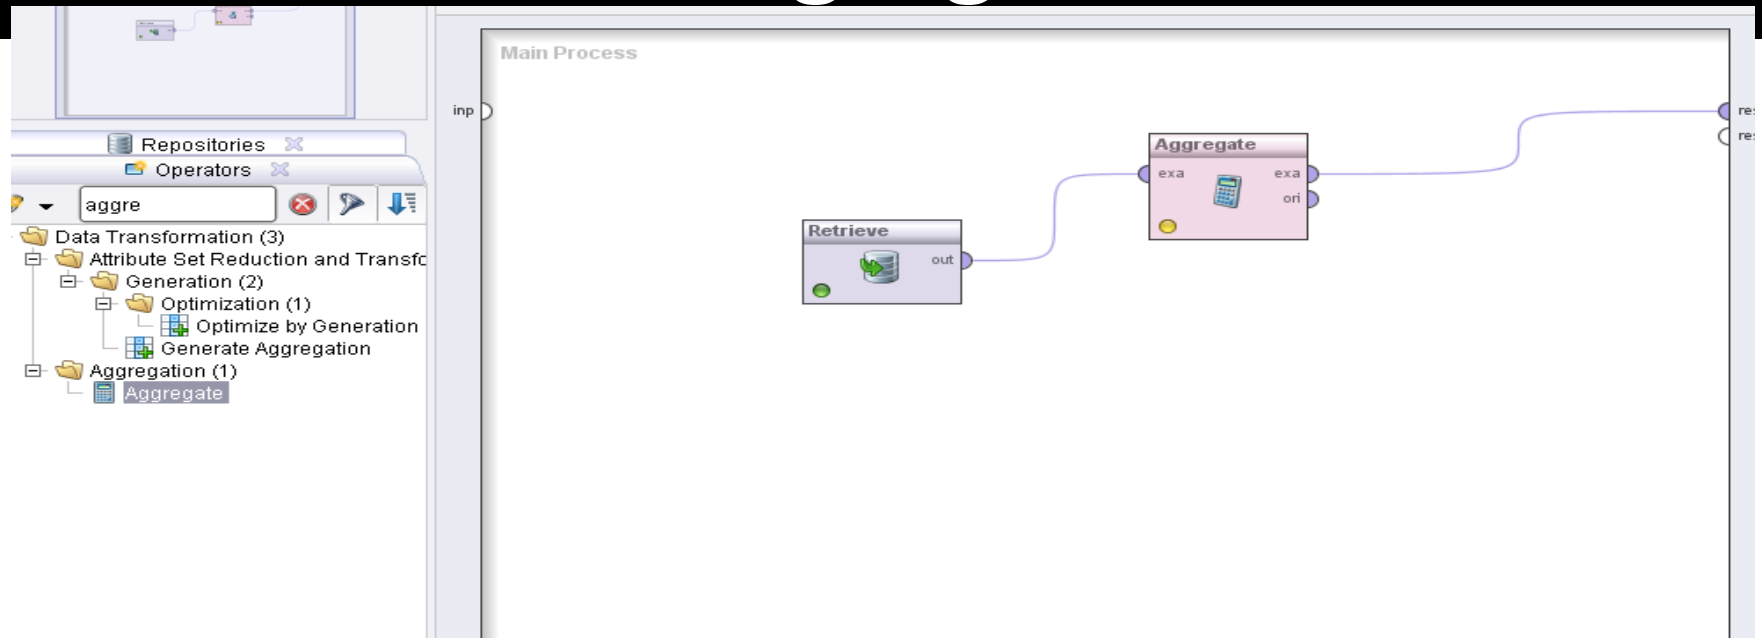 Main Process
inp
res
res
Aggregate
exa
exa
ori
Retrieve
out
Repositories
Operators
aggre
Data Transformation (3)
Attribute Set Reduction and Transfo
Generation (2)
Optimization (1)
Optimize by Generation
Generate Aggregation
Aggregation (1)
Aggregate